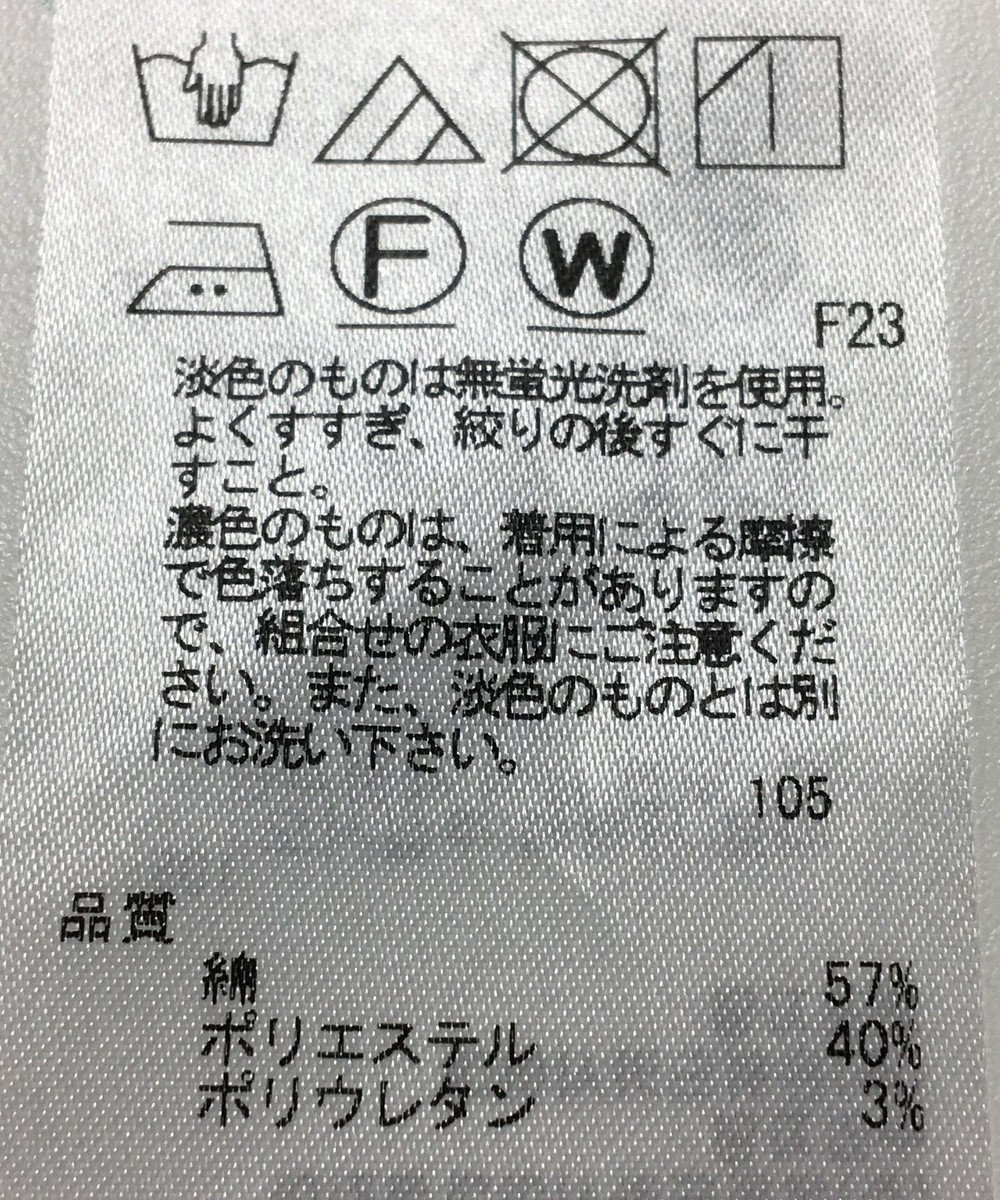 F W
F23
淡色のものは無蛍光洗剤を使用。
よくすすぎ、絞りの後すぐに干
すこと。
濃色のものは、着用による摩擦
で色落ちすることがありますの
で、組合せの衣服にご注意くだ
さい。また、淡色のものとは別
にお洗い下さい。
105
品質
綿 57%
ポリエステル 40%
ポリウレタン 3%